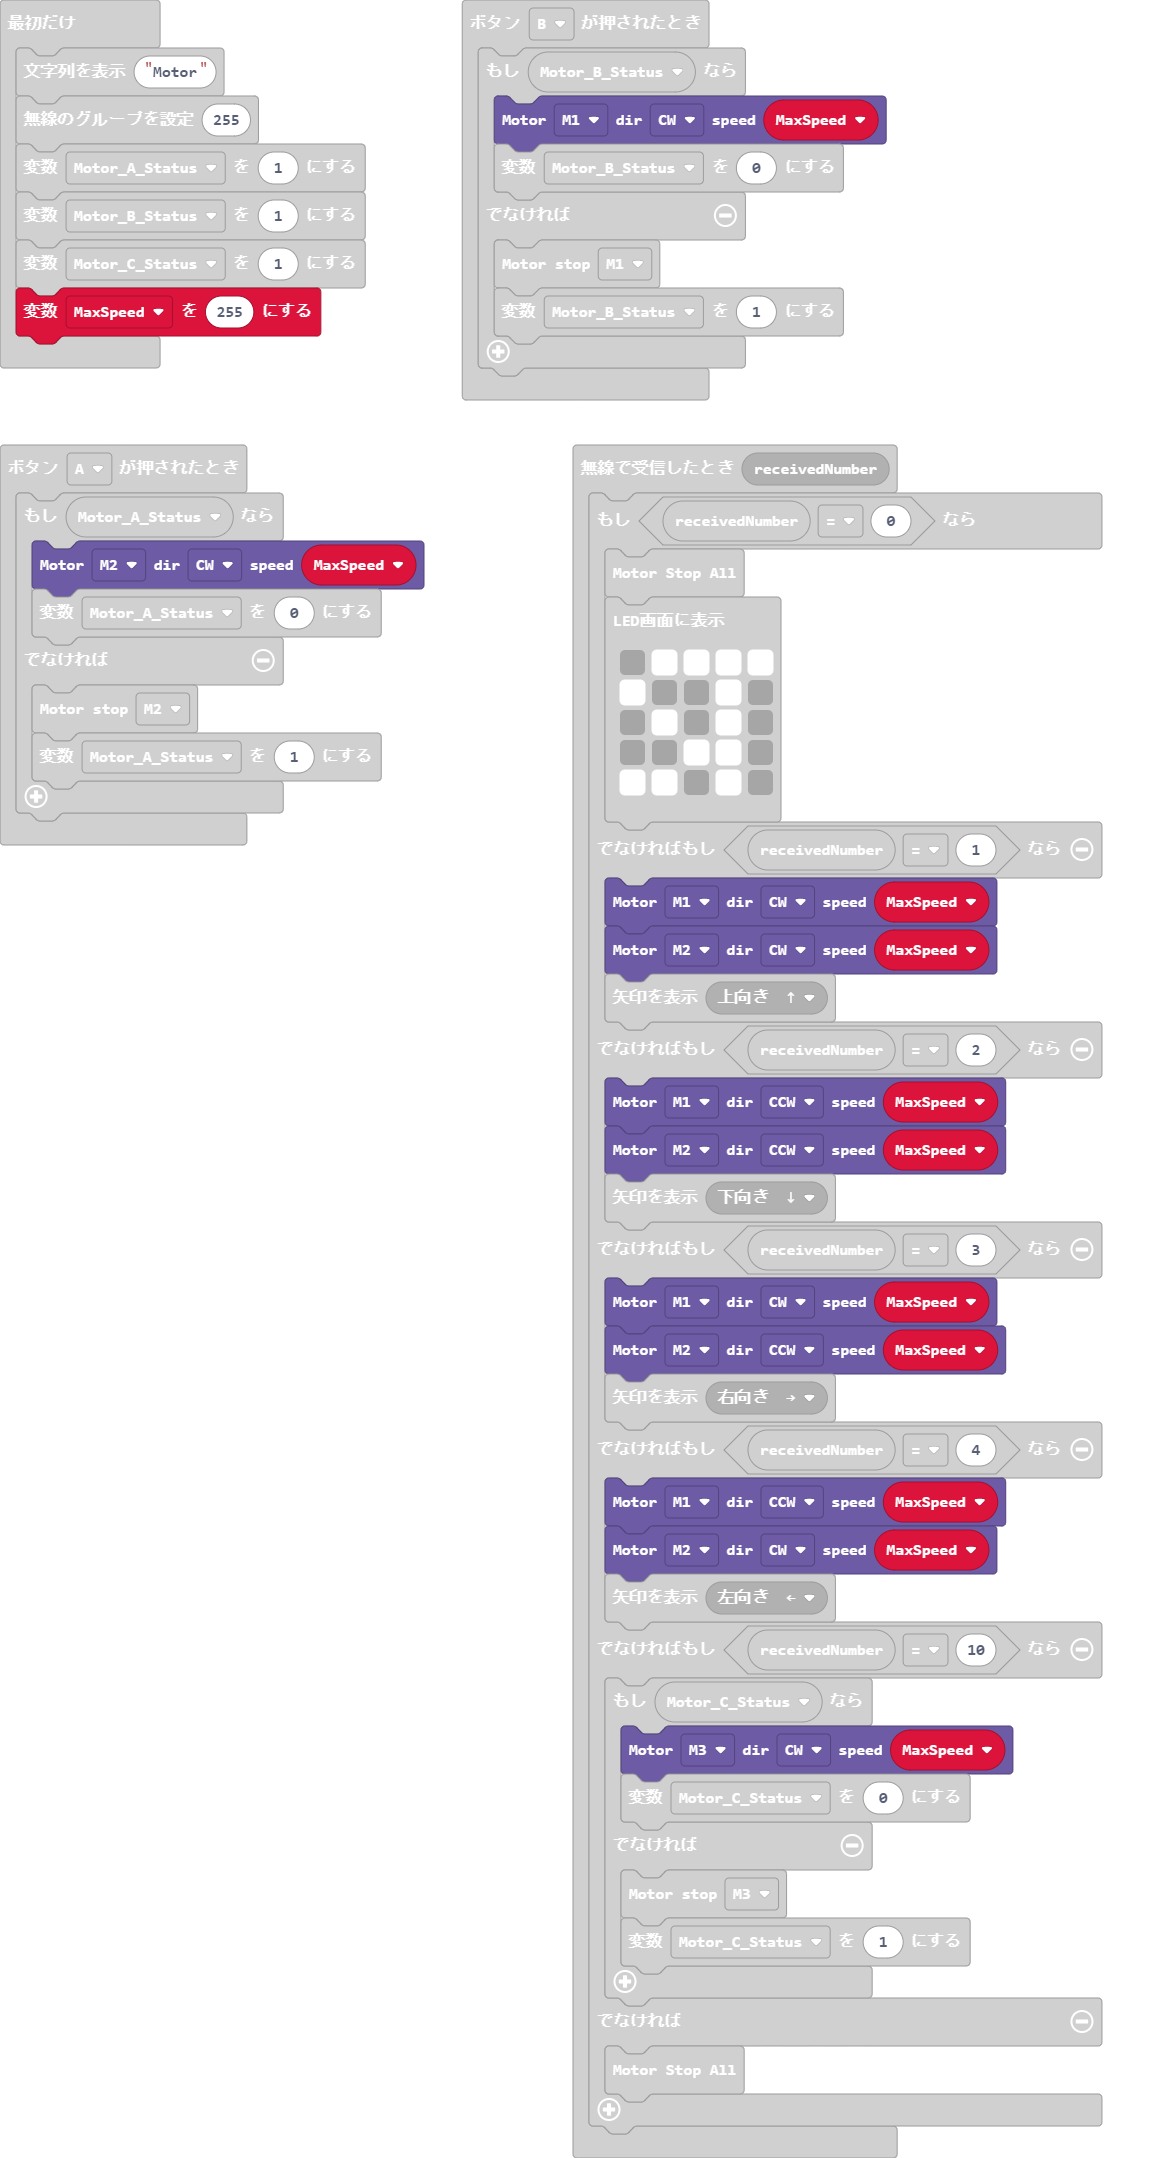 最初だけ
文字列を表示 "Motor"
無線のグループを設定 255
変数 Motor_A_Status を 1 にする
変数 Motor_B_Status を 1 にする
変数 Motor_C_Status を 1 にする
変数 MaxSpeed を 255 にする
ボタン B が押されたとき
もし Motor_B_Status なら
Motor M1 dir CW speed MaxSpeed
変数 Motor_B_Status を 0 にする
でなければ
Motor stop M1
変数 Motor_B_Status を 1 にする
ボタン A が押されたとき
もし Motor_A_Status なら
Motor M2 dir CW speed MaxSpeed
変数 Motor_A_Status を 0 にする
でなければ
Motor stop M2
変数 Motor_A_Status を 1 にする
無線で受信したとき receivedNumber
もし receivedNumber = 0 なら
Motor Stop All
LED画面に表示
でなければもし receivedNumber = 1 なら
Motor M1 dir CW speed MaxSpeed
Motor M2 dir CW speed MaxSpeed
矢印を表示 上向き ↑
でなければもし receivedNumber = 2 なら
Motor M1 dir CCW speed MaxSpeed
Motor M2 dir CCW speed MaxSpeed
矢印を表示 下向き ↓
でなければもし receivedNumber = 3 なら
Motor M1 dir CW speed MaxSpeed
Motor M2 dir CCW speed MaxSpeed
矢印を表示 右向き →
でなければもし receivedNumber = 4 なら
Motor M1 dir CCW speed MaxSpeed
Motor M2 dir CW speed MaxSpeed
矢印を表示 左向き ←
でなければもし receivedNumber = 10 なら
もし Motor_C_Status なら
Motor M3 dir CW speed MaxSpeed
変数 Motor_C_Status を 0 にする
でなければ
Motor stop M3
変数 Motor_C_Status を 1 にする
でなければ
Motor Stop All